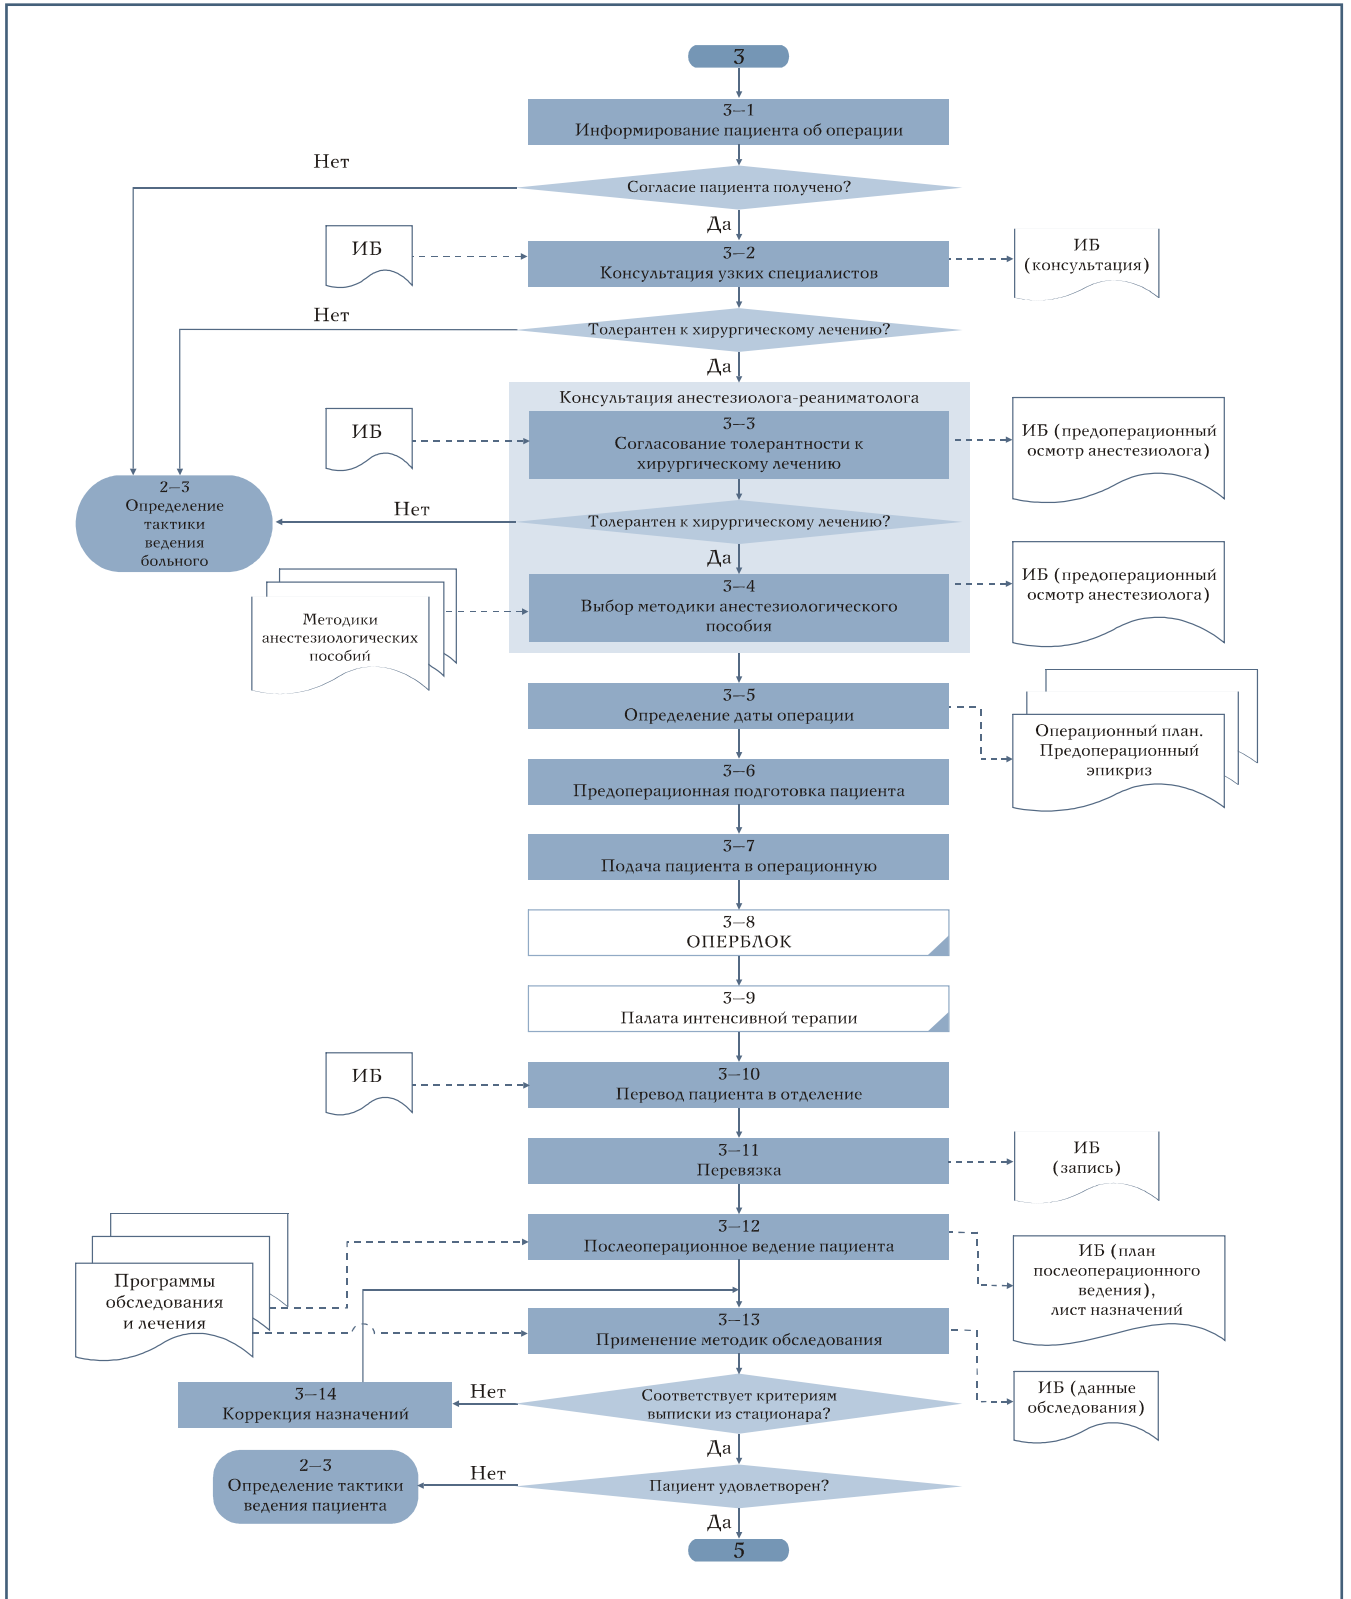 3
3—1
Информирование пациента об операции
Нет
Согласие пациента получено?
Да
ИБ
3—2
Консультация узких специалистов
ИБ
(консультация)
Нет
Толерантен к хирургическому лечению?
Да
Консультация анестезиолога-реаниматолога
ИБ
3—3
Согласование толерантности к
хирургическому лечению
ИБ (предоперационный
осмотр анестезиолога)
2—3
Определение
тактики
ведения
больного
Нет
Толерантен к хирургическому лечению?
Да
Методики
анестезиологических
пособий
3—4
Выбор методики анестезиологического
пособия
ИБ (предоперационный
осмотр анестезиолога)
3—5
Определение даты операции
Операционный план.
Предоперационный
эпикриз
3—6
Предоперационная подготовка пациента
3—7
Подача пациента в операционную
3—8
ОПЕРБЛОК
3—9
Палата интенсивной терапии
ИБ
3—10
Перевод пациента в отделение
3—11
Перевязка
ИБ
(запись)
3—12
Послеоперационное ведение пациента
ИБ (план
послеоперационного
ведения),
лист назначений
Программы
обследования
и лечения
3—13
Применение методик обследования
3—14
Коррекция назначений
Нет
Соответствует критериям
выписки из стационара?
ИБ (данные
обследования)
Да
2—3
Определение тактики
ведения пациента
Нет
Пациент удовлетворен?
Да
5